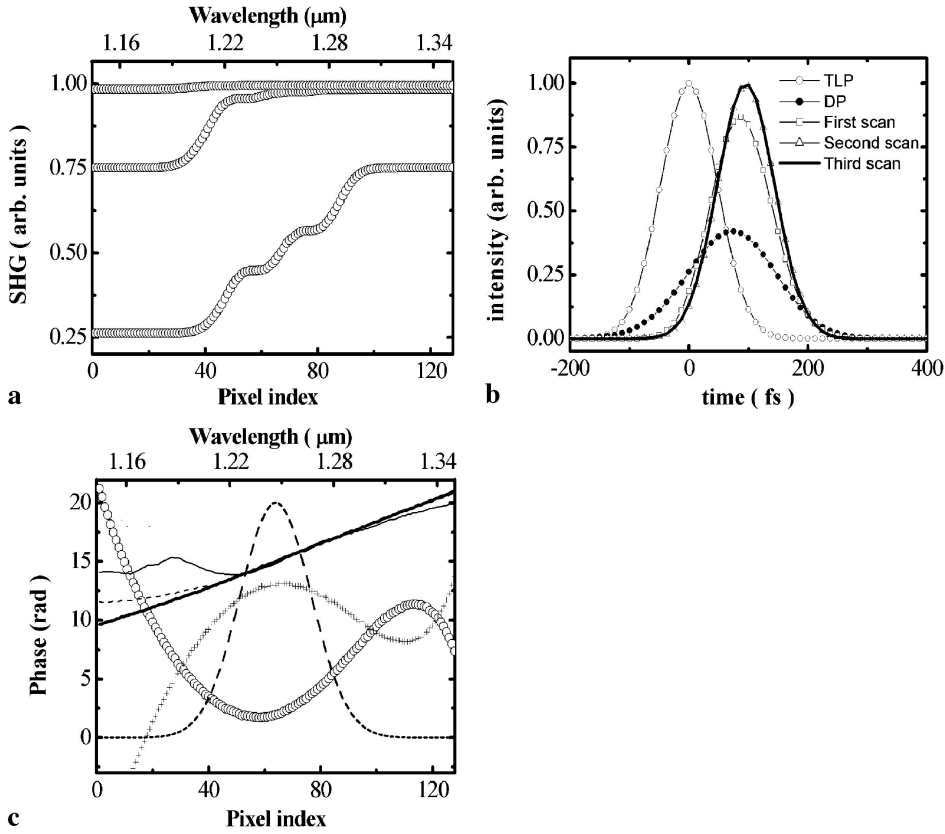 Wavelength (μm)
1.16 1.22 1.28 1.34
1.00
0.75
0.50
0.25
SHG ( arb. units)
0 40 80 120
Pixel index
a
1.00
0.75
0.50
0.25
0.00
intensity (arb. units)
TLP
DP
First scan
Second scan
Third scan
-200 0 200 400
time ( fs )
b
Wavelength ( μm)
1.16 1.22 1.28 1.34
20
15
10
5
0
Phase (rad )
0 40 80 120
Pixel index
c